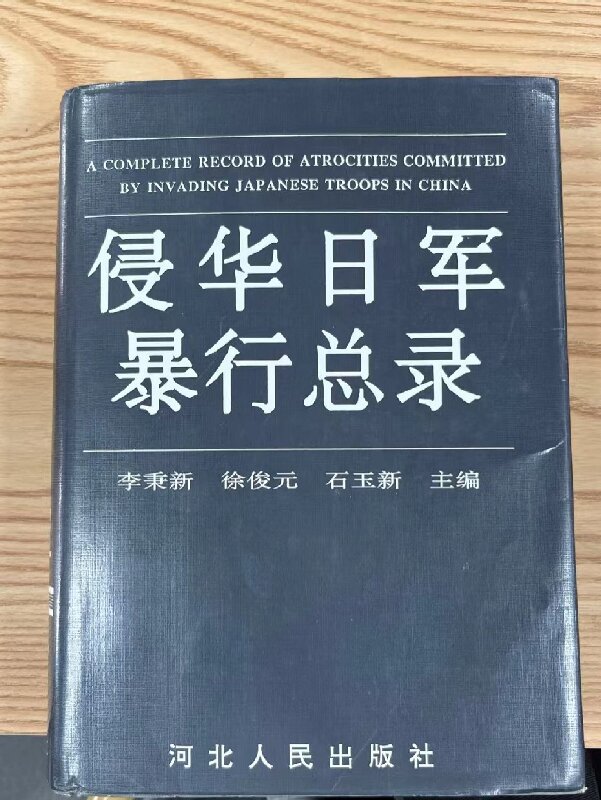 A COMPLETE RECORD OF ATROCITIES COMMITTED
BY INVADING JAPANESE TROOPS IN CHINA
侵华日军
暴行总录
李秉新 徐俊元 石玉新 主编
河北人民出版社